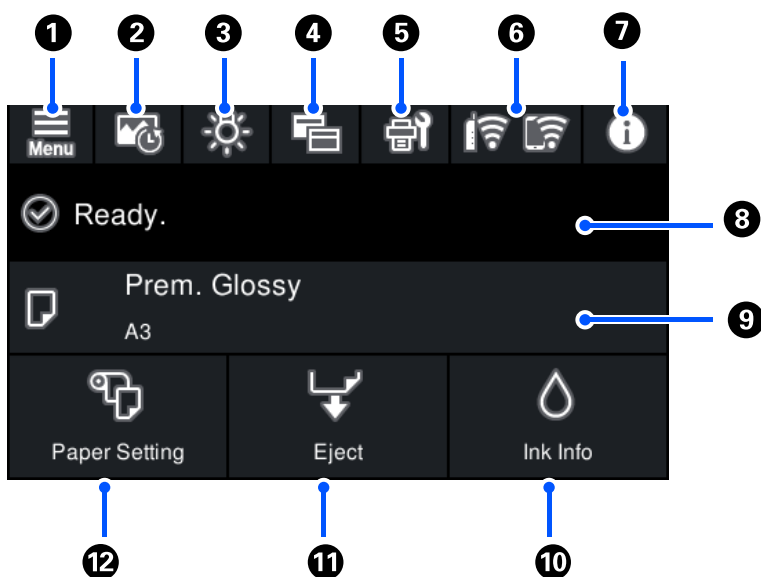 1 2 3 4 5 6 7
Menu
Ready.
8
Prem. Glossy
A3
9
Paper Setting Eject Ink Info
12 11 10